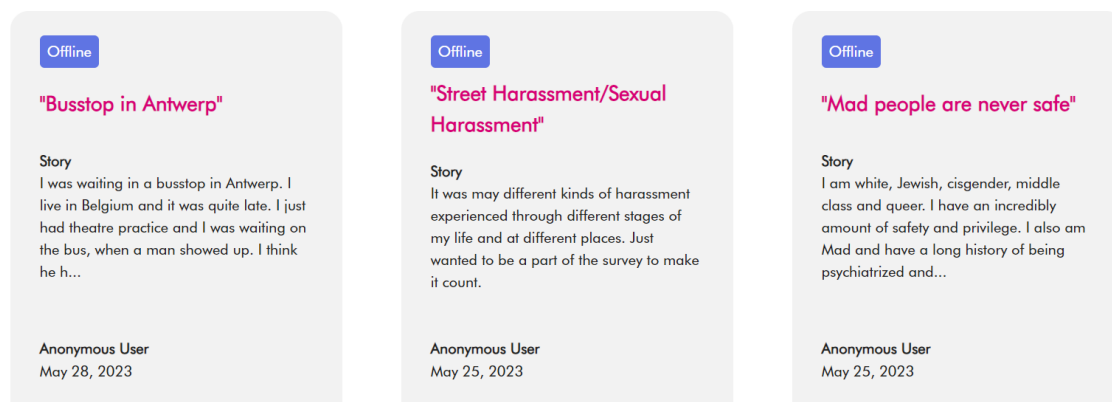 Offline
"Busstop in Antwerp"
Story
I was waiting in a busstop in Antwerp. I
live in Belgium and it was quite late. I just
had theatre practice and I was waiting on
the bus, when a man showed up. I think
he h...
Anonymous User
May 28, 2023
Offline
"Street Harassment/Sexual
Harassment"
Story
It was may different kinds of harassment
experienced through different stages of
my life and at different places. Just
wanted to be a part of the survey to make
it count.
Anonymous User
May 25, 2023
Offline
"Mad people are never safe"
Story
I am white, Jewish, cisgender, middle
class and queer. I have an incredibly
amount of safety and privilege. I also am
Mad and have a long history of being
psychiatrized and...
Anonymous User
May 25, 2023